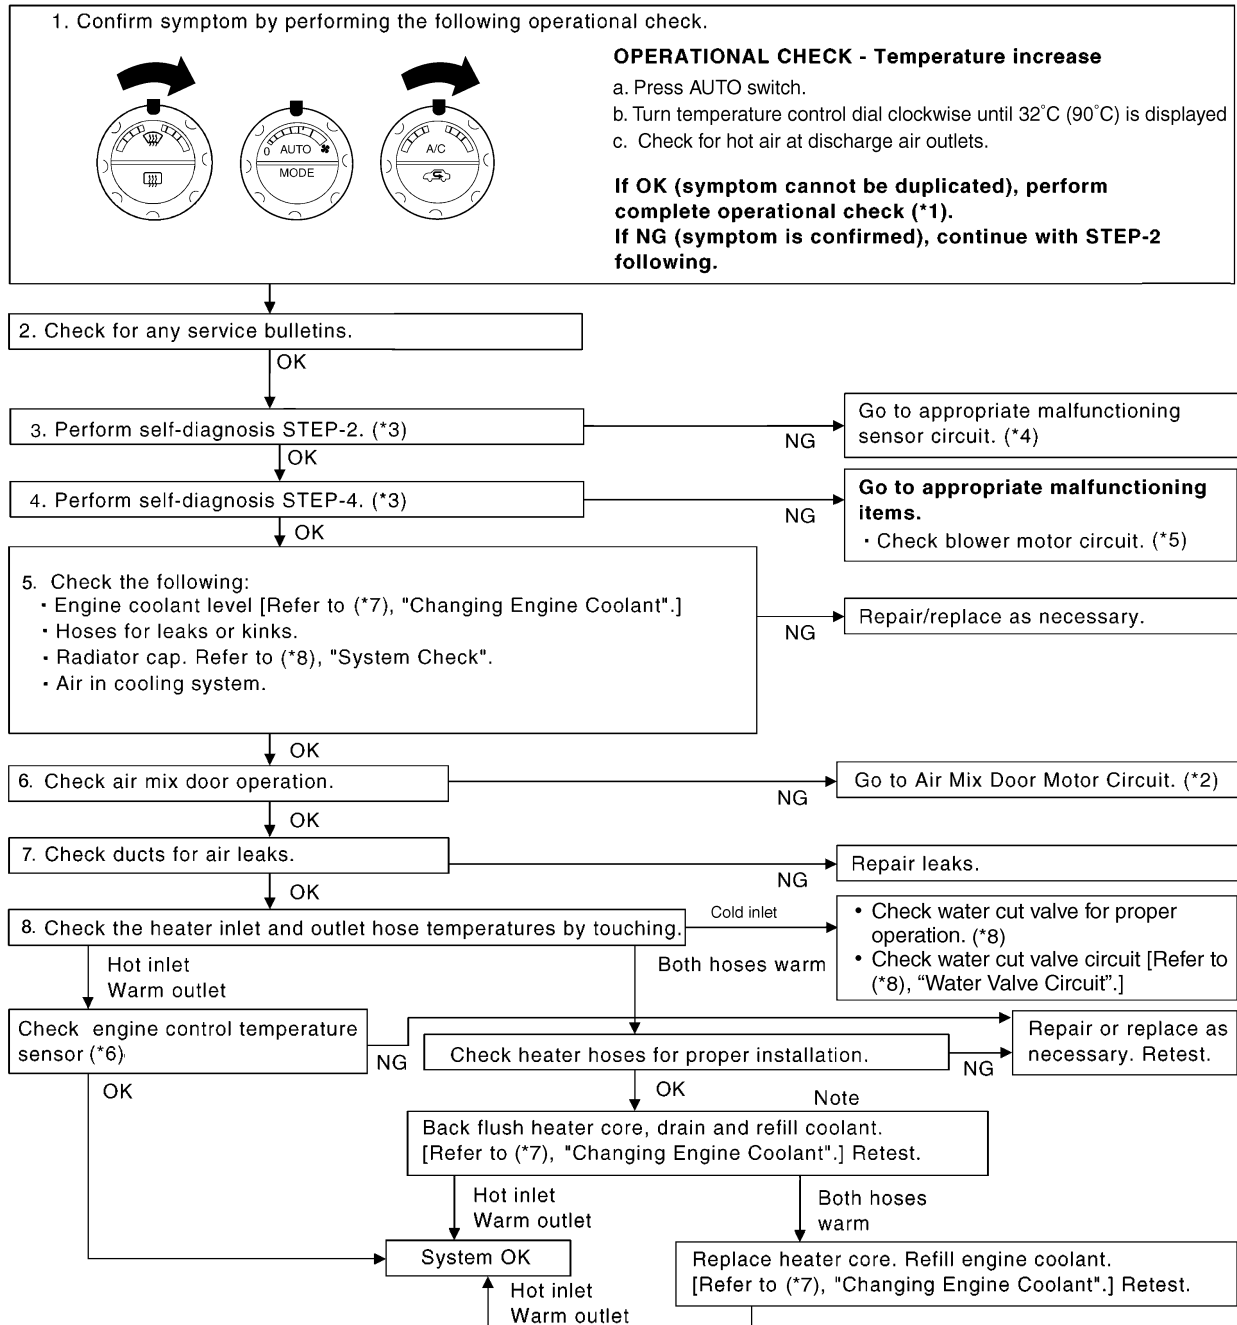 1. Confirm symptom by performing the following operational check.
0 AUTO
MODE
A/C
OPERATIONAL CHECK - Temperature increase
a. Press AUTO switch.
b. Turn temperature control dial clockwise until 32°C (90°C) is displayed
c. Check for hot air at discharge air outlets.
If OK (symptom cannot be duplicated), perform
complete operational check (*1).
If NG (symptom is confirmed), continue with STEP-2
following.
2. Check for any service bulletins.
OK
3. Perform self-diagnosis STEP-2. (*3)
NG
Go to appropriate malfunctioning
sensor circuit. (*4)
OK
4. Perform self-diagnosis STEP-4. (*3)
NG
Go to appropriate malfunctioning
items.
· Check blower motor circuit. (*5)
OK
5. Check the following:
· Engine coolant level [Refer to (*7), "Changing Engine Coolant".]
· Hoses for leaks or kinks.
· Radiator cap. Refer to (*8), "System Check".
· Air in cooling system.
NG
Repair/replace as necessary.
OK
6. Check air mix door operation.
NG
Go to Air Mix Door Motor Circuit. (*2)
OK
7. Check ducts for air leaks.
NG
Repair leaks.
OK
8. Check the heater inlet and outlet hose temperatures by touching.
Cold inlet
• Check water cut valve for proper
operation. (*8)
• Check water cut valve circuit [Refer to
(*8), “Water Valve Circuit”.]
Hot inlet
Warm outlet
Both hoses warm
Check engine control temperature
sensor (*6)
NG
Check heater hoses for proper installation.
NG
Repair or replace as
necessary. Retest.
OK
OK
Note
Back flush heater core, drain and refill coolant.
[Refer to (*7), "Changing Engine Coolant".] Retest.
Hot inlet
Warm outlet
Both hoses
warm
System OK
Replace heater core. Refill engine coolant.
[Refer to (*7), "Changing Engine Coolant".] Retest.
Hot inlet
Warm outlet